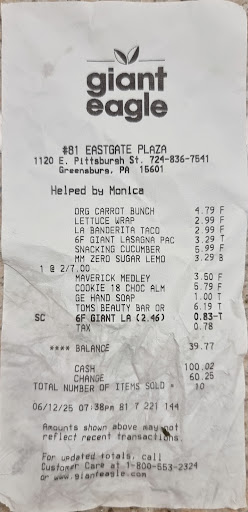 giant
eagle
#81 EASTGATE PLAZA
1120 E. Pittsburgh St. 724-836-7541
Greensburg, PA 15601
Helped by Monica
ORG CARROT BUNCH 4.79 F
LETTUCE WRAP 2.99 F
LA BANDERITA TACO 2.99 F
6F GIANT LASAGNA PAC 3.29 T
SNACKING CUCUMBER 5.99 F
MM ZERO SUGAR LEMO 3.29 B
1 @ 2/7.00
MAVERICK MEDLEY 3.50 F
COOKIE 18 CHOC ALM 5.79 F
GE HAND SOAP 1.00 T
TOMS BEAUTY BAR OR 6.19 T
SC 6F GIANT LA (2.46) 0.83-T
TAX 0.78
**** BALANCE 39.77
CASH 100.02
CHANGE 60.25
TOTAL NUMBER OF ITEMS SOLD = 10
06/12/25 07:38pm 81 7 221 144
Amounts shown above may not
reflect recent transactions.
For updated totals, call
Customer Care at 1-800-553-2324
or www.gianteagle.com